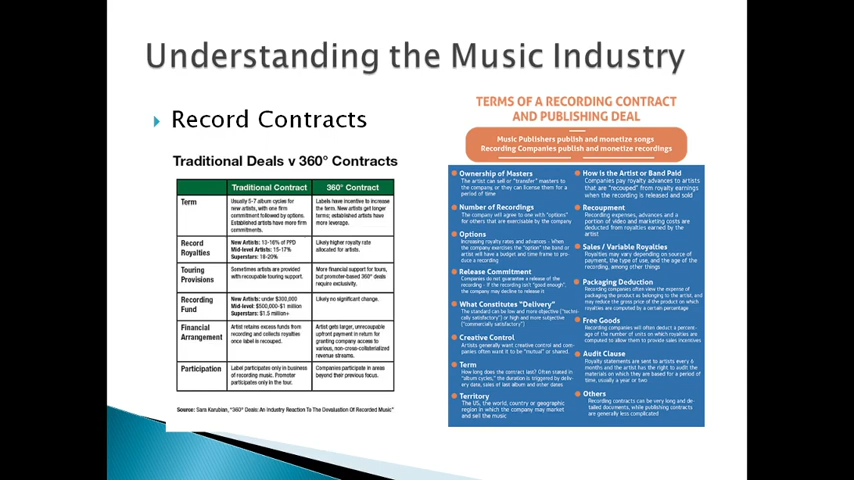 Understanding the Music Industry
Record Contracts
Traditional Deals v 360° Contracts
Traditional Contract
360° Contract
Term
Usually 5-7 album cycles
for new artists, with one firm
commitment followed by options.
Established artists have more firm
commitments.
Labels have incentive to increase
the term. New artists get longer
terms; established artists have
more leverage.
Record
Royalties
New Artists: 13-16% of PPD
Mid-level Artists: 15-17%
Superstars: 18-20%
Likely higher royalty rate
allocated for artists.
Touring
Provisions
Sometimes artists are provided
with recoupable touring support.
More financial support for tours,
but promoter-based 360° deals
require exclusivity.
Recording
Fund
New Artists: under $300,000
Mid-level: $500,000-$1 million
Superstars: $1.5 million+
Likely no significant change.
Financial
Arrangement
Artist retains excess funds from
recording and collects royalties
once label is recouped.
Artist gets larger, unrecoupable
upfront payment in return for
granting company access to
various, non-cross-collateralized
revenue streams.
Participation
Label participates only in business
of recording music. Promoter
participates only in the tour.
Companies participate in areas
beyond their previous focus.
Source: Sara Karubian, "360° Deals: An Industry Reaction To The Devaluation Of Recorded Music"
TERMS OF A RECORDING CONTRACT
AND PUBLISHING DEAL
Music Publishers publish and monetize songs
Recording Companies publish and monetize recordings
Ownership of Masters
The artist can sell or "transfer" masters to
the company, or they can license them for a
period of time
Number of Recordings
The company will agree to one with "options"
for others that are exercisable by the company
Options
Increasing royalty rates and advances - When
the company exercises the "option" the band or
artist will have a budget and time frame to pro-
duce a recording
Release Commitment
Companies do not guarantee a release of the
recording - if the recording isn't "good enough",
the company may decline to release it
What Constitutes "Delivery"
The standard can be low and more objective ("techni-
cally satisfactory") or high and more subjective
("commercially satisfactory")
Creative Control
Artists generally want creative control and com-
panies often want it to be "mutual" or shared.
Term
How long does the contract last? Often stated in
"album cycles," the duration is triggered by deliv-
ery date, sales of last album and other dates
Territory
The US, the world, country or geographic
region in which the company may market
and sell the music
How is the Artist or Band Paid
Companies pay royalty advances to artists
that are "recouped" from royalty earnings
when the recording is released and sold
Recoupment
Recording expenses, advances and a
portion of video and marketing costs are
deducted from royalties earned by the
artist
Sales / Variable Royalties
Royalties may vary depending on source of
payment, the type of use, and the age of the
recording, among other things
Packaging Deduction
Recording companies often view the expense of
packaging the product as belonging to the artist, and
may reduce the gross price of the product on which
royalties are computed by a certain percentage
Free Goods
Recording companies will often deduct a percent-
age of the number of units on which royalties are
computed to allow them to provide sales incentives
Audit Clause
Royalty statements are sent to artists every 6
months and the artist has the right to audit the
materials on which they are based for a period of
time, usually a year or two
Others
Recording contracts can be very long and de-
tailed documents, while publishing contracts
are generally less complicated